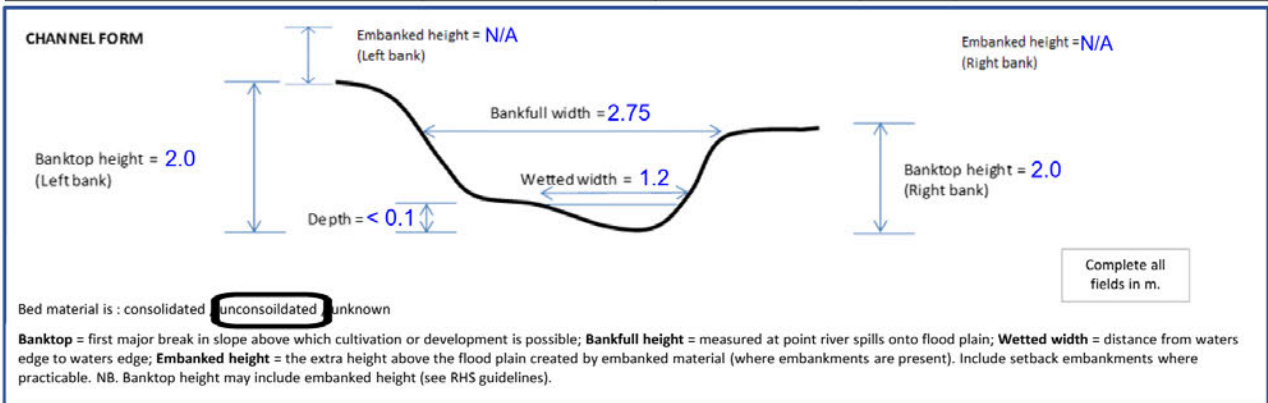 CHANNEL FORM
Embanked height = N/A
(Left bank)
Embanked height =N/A
(Right bank)
Bankfull width = 2.75
Banktop height = 2.0
(Left bank)
Wetted width = 1.2
Banktop height = 2.0
(Right bank)
Depth = < 0.1
Complete all
fields in m.
Bed material is : consolidated , unconsoildated , unknown
Banktop = first major break in slope above which cultivation or development is possible; Bankfull height = measured at point river spills onto flood plain; Wetted width = distance from waters
edge to waters edge; Embanked height = the extra height above the flood plain created by embanked material (where embankments are present). Include setback embankments where
practicable. NB. Banktop height may include embanked height (see RHS guidelines).